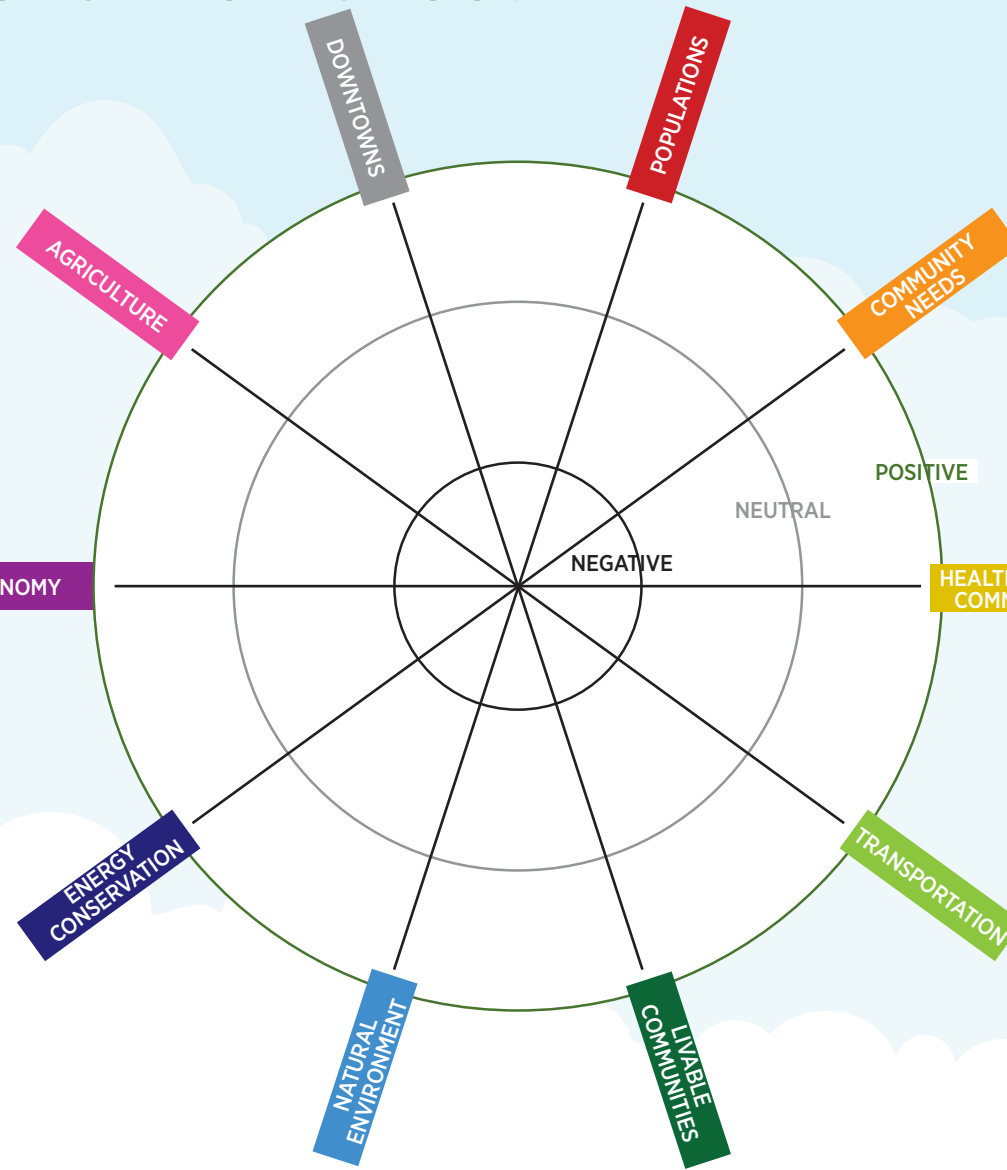 DOWNTOWNS
POPULATIONS
COMMUNITY
NEEDS
AGRICULTURE
POSITIVE
NEUTRAL
NEGATIVE
NOMY
HEALT
COMM
TRANSPORTATION
ENERGY
CONSERVATION
NATURAL
ENVIRONMENT
LIVABLE
COMMUNITIES